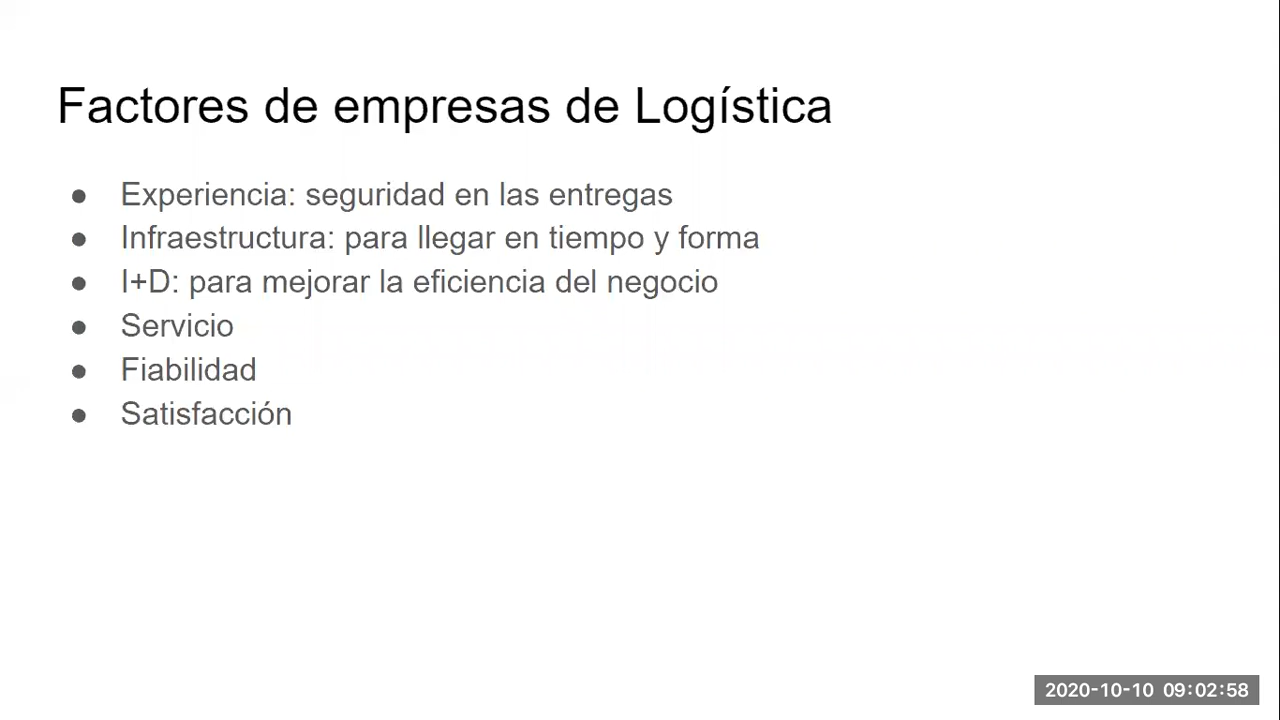 Factores de empresas de Logística
● Experiencia: seguridad en las entregas
● Infraestructura: para llegar en tiempo y forma
● I+D: para mejorar la eficiencia del negocio
● Servicio
● Fiabilidad
● Satisfacción
2020-10-10 09:02:58